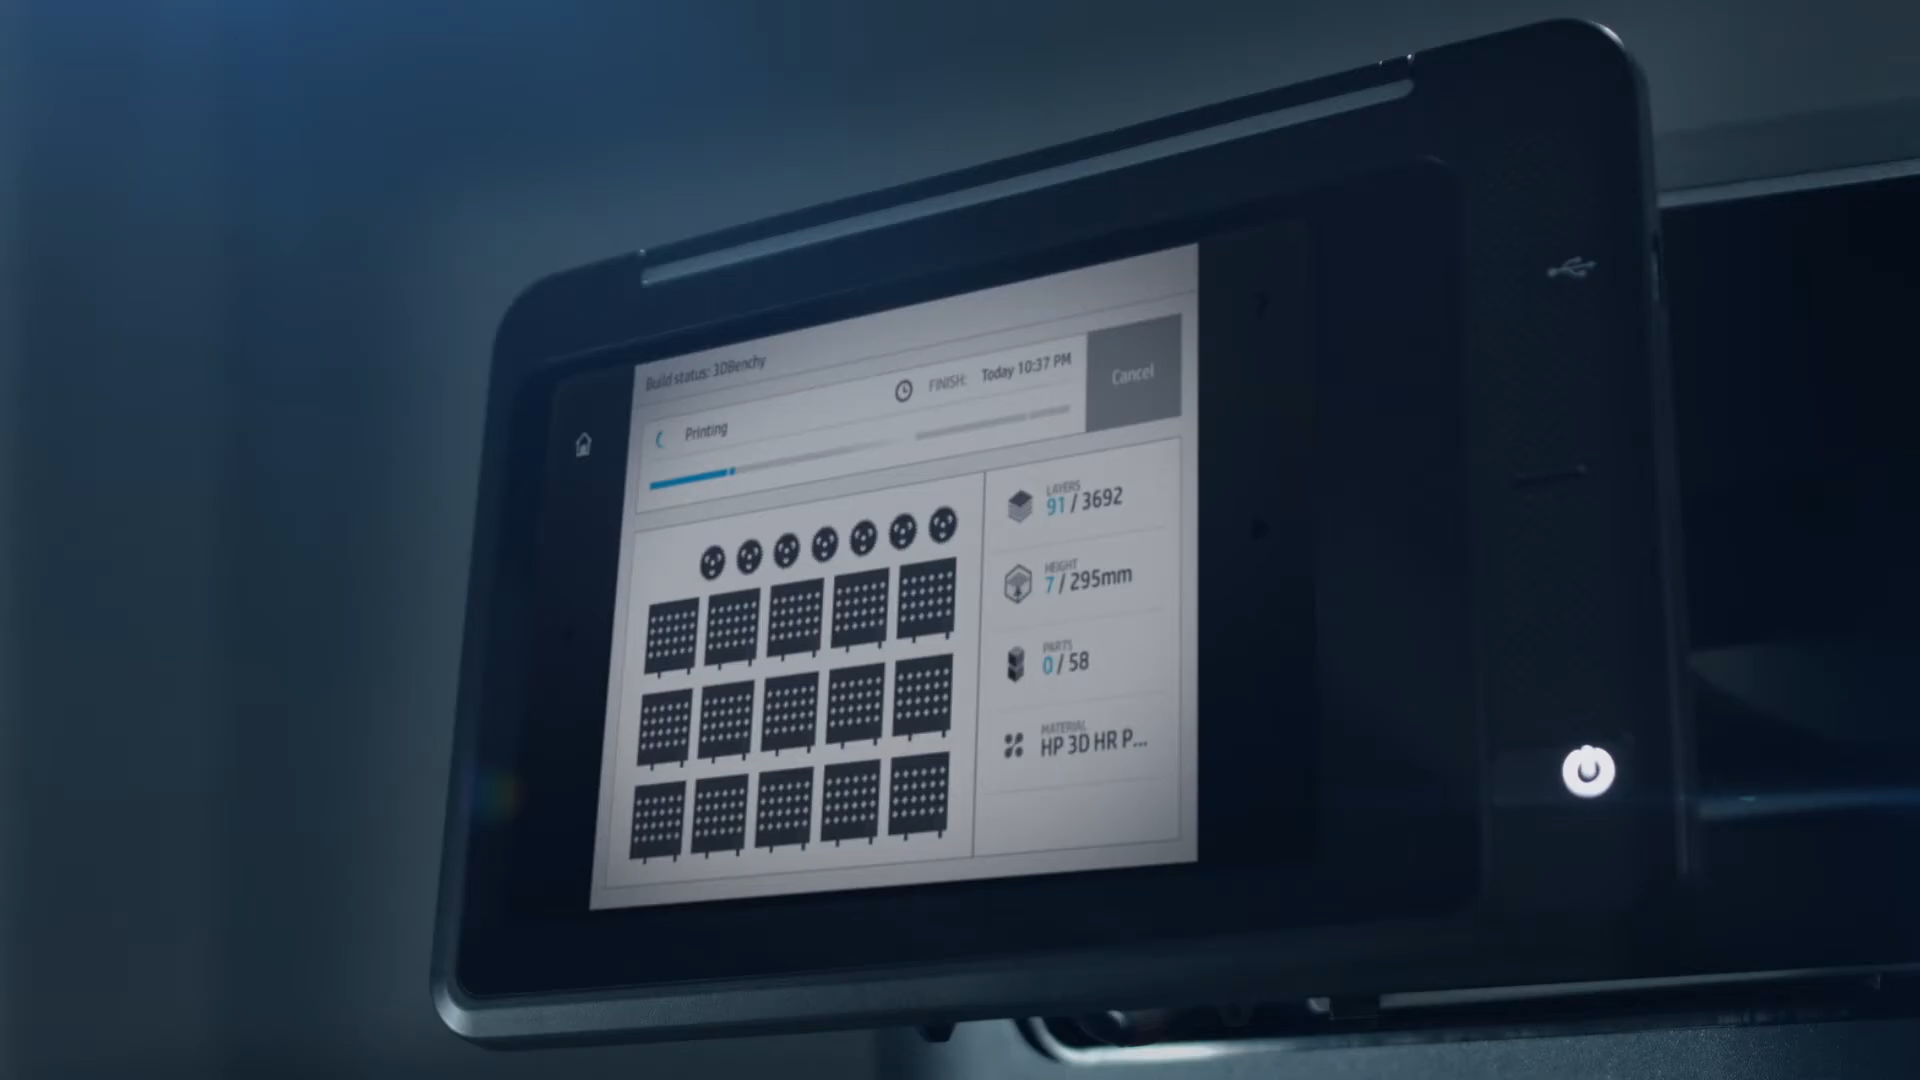 Build status: 3DBenchy
FINISH: Today 10:37 PM
Cancel
Printing
LAYERS
91 / 3692
HEIGHT
7 / 295mm
PARTS
0 / 58
MATERIAL
HP 3D HR P...